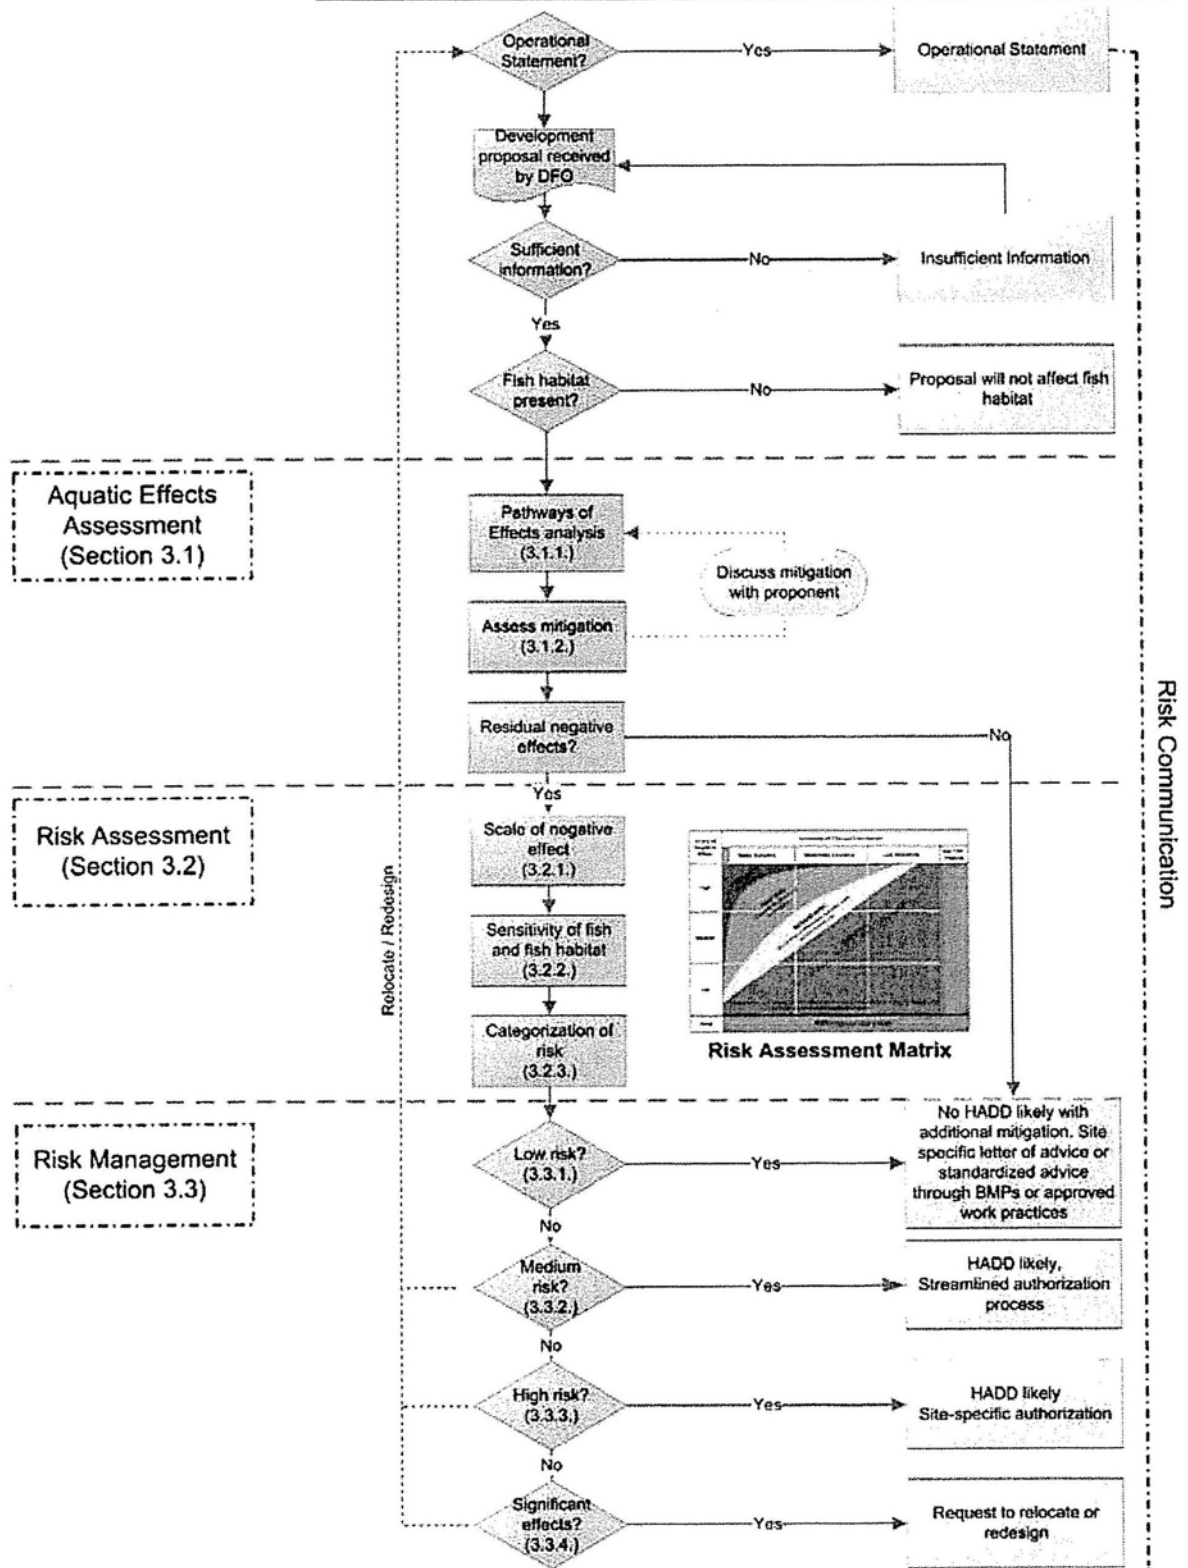 Operational
Statement?
Yes
Operational Statement
Development
proposal received
by DFO
Sufficient
information?
No
Insufficient Information
Yes
Fish habitat
present?
No
Proposal will not affect fish
habitat
Aquatic Effects
Assessment
(Section 3.1)
Pathways of
Effects analysis
(3.1.1.)
Discuss mitigation
with proponent
Assess mitigation
(3.1.2.)
Residual negative
effects?
No
Yes
Risk Assessment
(Section 3.2)
Scale of negative
effect
(3.2.1.)
Sensitivity of fish
and fish habitat
(3.2.2.)
Categorization of
risk
(3.2.3.)
Risk Assessment Matrix
Relocate / Redesign
Risk Communication
Risk Management
(Section 3.3)
Low risk?
(3.3.1.)
Yes
No HADD likely with
additional mitigation. Site
specific letter of advice or
standardized advice
through BMPs or approved
work practices
No
Medium
risk?
(3.3.2.)
Yes
HADD likely,
Streamlined authorization
process
No
High risk?
(3.3.3.)
Yes
HADD likely
Site-specific authorization
No
Significant
effects?
(3.3.4.)
Yes
Request to relocate or
redesign